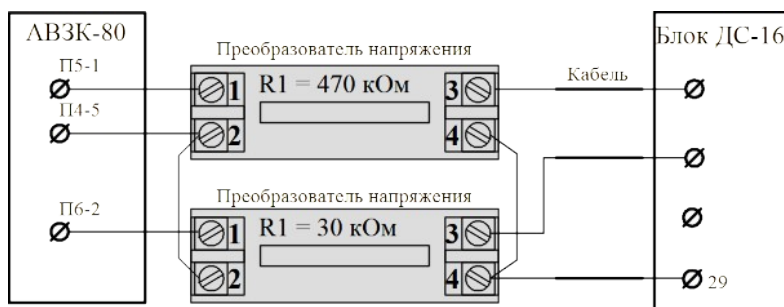 АВЗК-80
Блок ДС-16
Преобразователь напряжения
П5-1
1
R1 = 470 кОм
3
Кабель
П4-5
2
4
Преобразователь напряжения
П6-2
1
R1 = 30 кОм
3
2
4
29